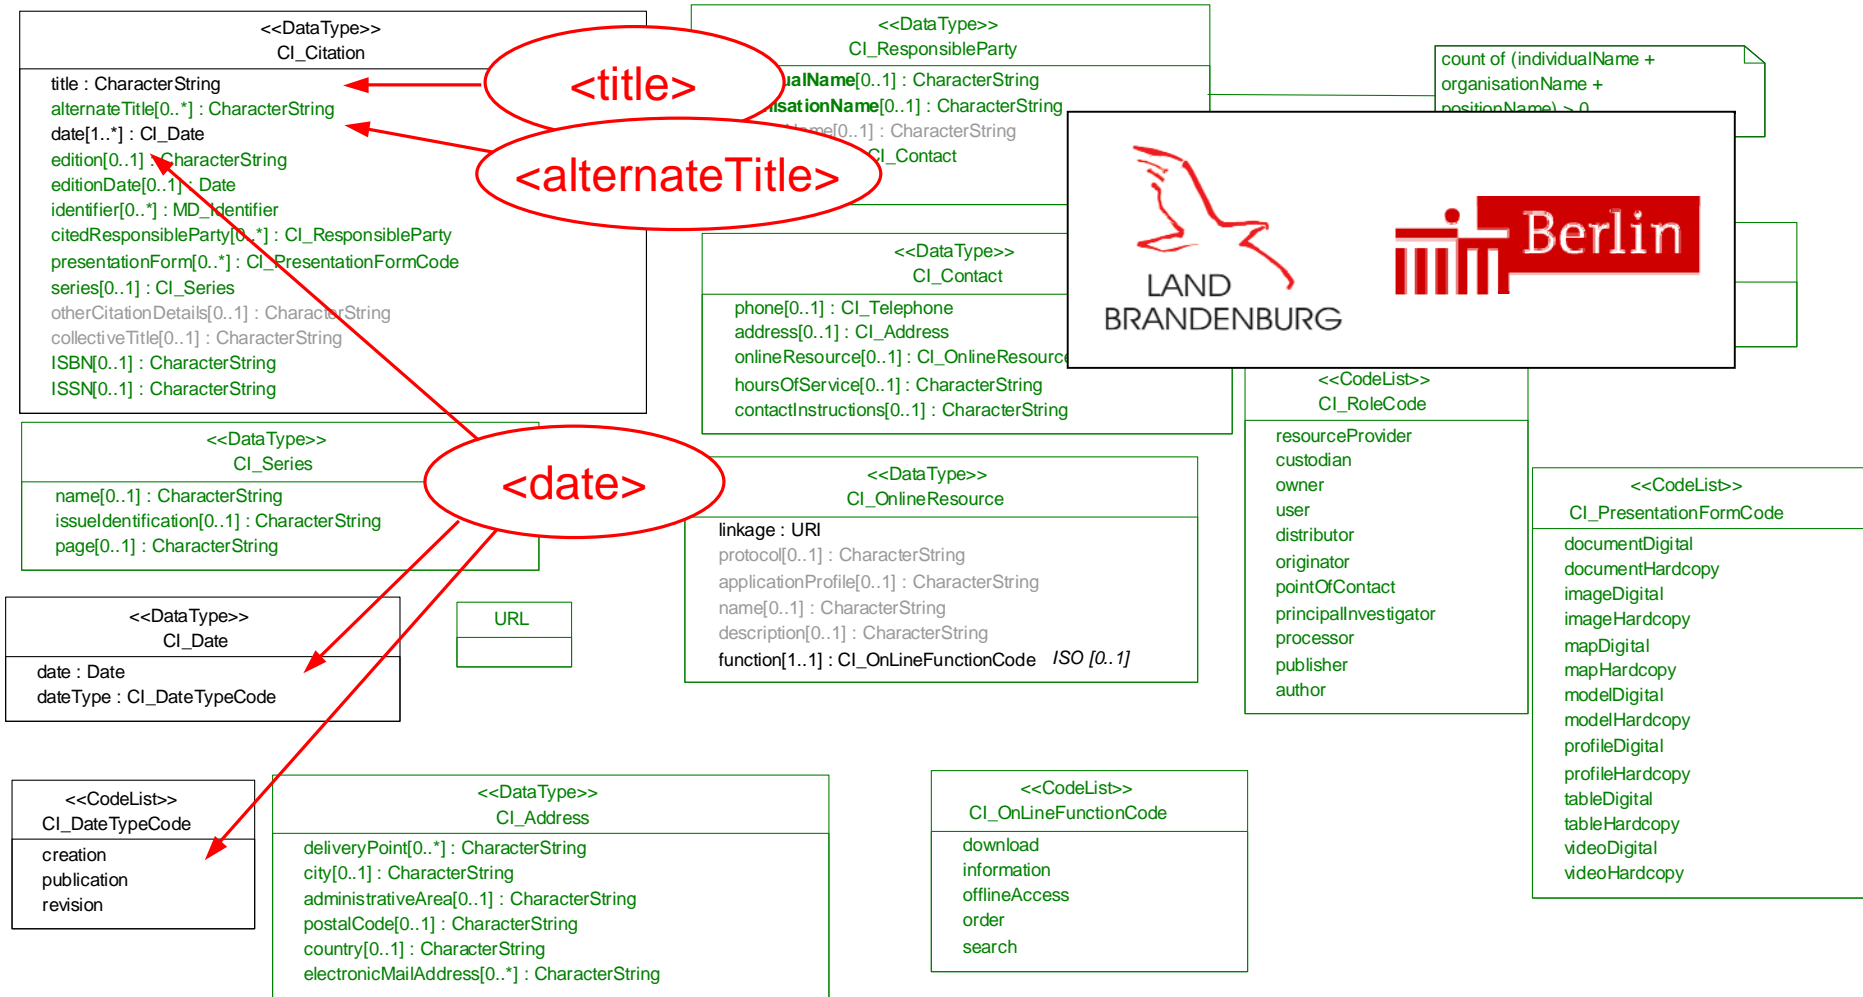 <<DataType>>
CI_Citation
title : CharacterString
alternateTitle[0..*] : CharacterString
date[1..*] : CI_Date
edition[0..1] : CharacterString
editionDate[0..1] : Date
identifier[0..*] : MD_Identifier
citedResponsibleParty[0..*] : CI_ResponsibleParty
presentationForm[0..*] : CI_PresentationFormCode
series[0..1] : CI_Series
otherCitationDetails[0..1] : CharacterString
collectiveTitle[0..1] : CharacterString
ISBN[0..1] : CharacterString
ISSN[0..1] : CharacterString
<title>
<alternateTitle>
<date>
<<DataType>>
CI_ResponsibleParty
ualName[0..1] : CharacterString
isationName[0..1] : CharacterString
ame[0..1] : CharacterString
CI_Contact
count of (individualName +
organisationName +
positionName) > 0
LAND
BRANDENBURG
Berlin
<<DataType>>
CI_Contact
phone[0..1] : CI_Telephone
address[0..1] : CI_Address
onlineResource[0..1] : CI_OnlineResource
hoursOfService[0..1] : CharacterString
contactInstructions[0..1] : CharacterString
<<DataType>>
CI_Series
name[0..1] : CharacterString
issueIdentification[0..1] : CharacterString
page[0..1] : CharacterString
<<DataType>>
CI_OnlineResource
linkage : URI
protocol[0..1] : CharacterString
applicationProfile[0..1] : CharacterString
name[0..1] : CharacterString
description[0..1] : CharacterString
function[1..1] : CI_OnLineFunctionCode ISO [0..1]
<<CodeList>>
CI_RoleCode
resourceProvider
custodian
owner
user
distributor
originator
pointOfContact
principalInvestigator
processor
publisher
author
<<CodeList>>
CI_PresentationFormCode
documentDigital
documentHardcopy
imageDigital
imageHardcopy
mapDigital
mapHardcopy
modelDigital
modelHardcopy
profileDigital
profileHardcopy
tableDigital
tableHardcopy
videoDigital
videoHardcopy
<<DataType>>
CI_Date
date : Date
dateType : CI_DateTypeCode
URL
<<CodeList>>
CI_DateTypeCode
creation
publication
revision
<<DataType>>
CI_Address
deliveryPoint[0..*] : CharacterString
city[0..1] : CharacterString
administrativeArea[0..1] : CharacterString
postalCode[0..1] : CharacterString
country[0..1] : CharacterString
electronicMailAddress[0..*] : CharacterString
<<CodeList>>
CI_OnLineFunctionCode
download
information
offlineAccess
order
search